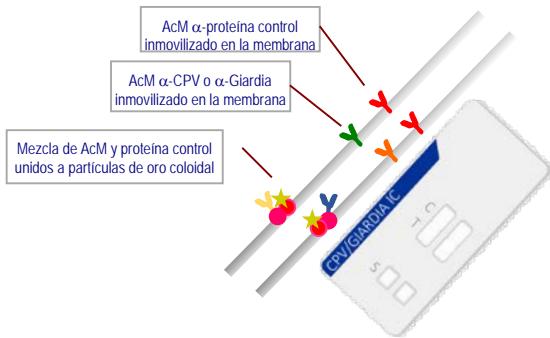 AcM α-proteína control
inmovilizado en la membrana
AcM α-CPV o α-Giardia
inmovilizado en la membrana
Mezcla de AcM y proteína control
unidos a partículas de oro coloidal
CPV/GIARDIA IC
C
T
S